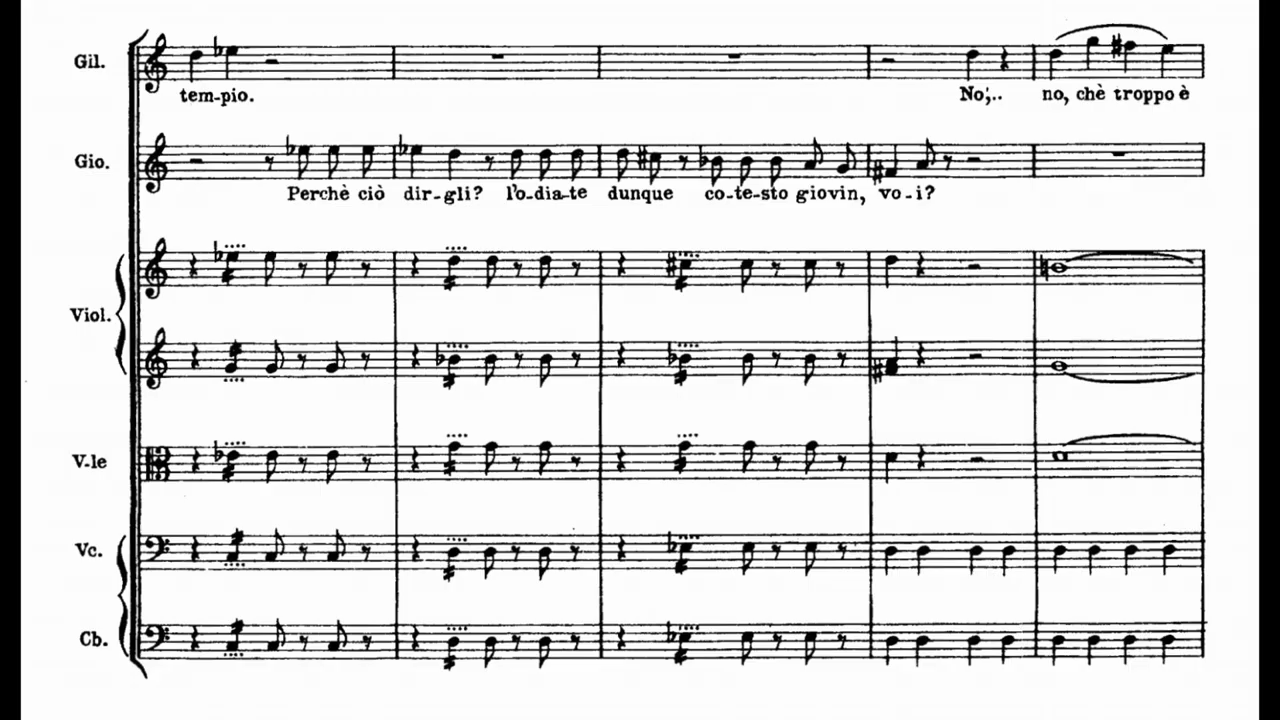 Gil.
tem-pio. No;.. no, chè troppo è
Gio.
Perchè ciò dir-gli? l'o-dia-te dunque co-te-sto giovin, vo-i?
Viol.
V.le
Vc.
Cb.